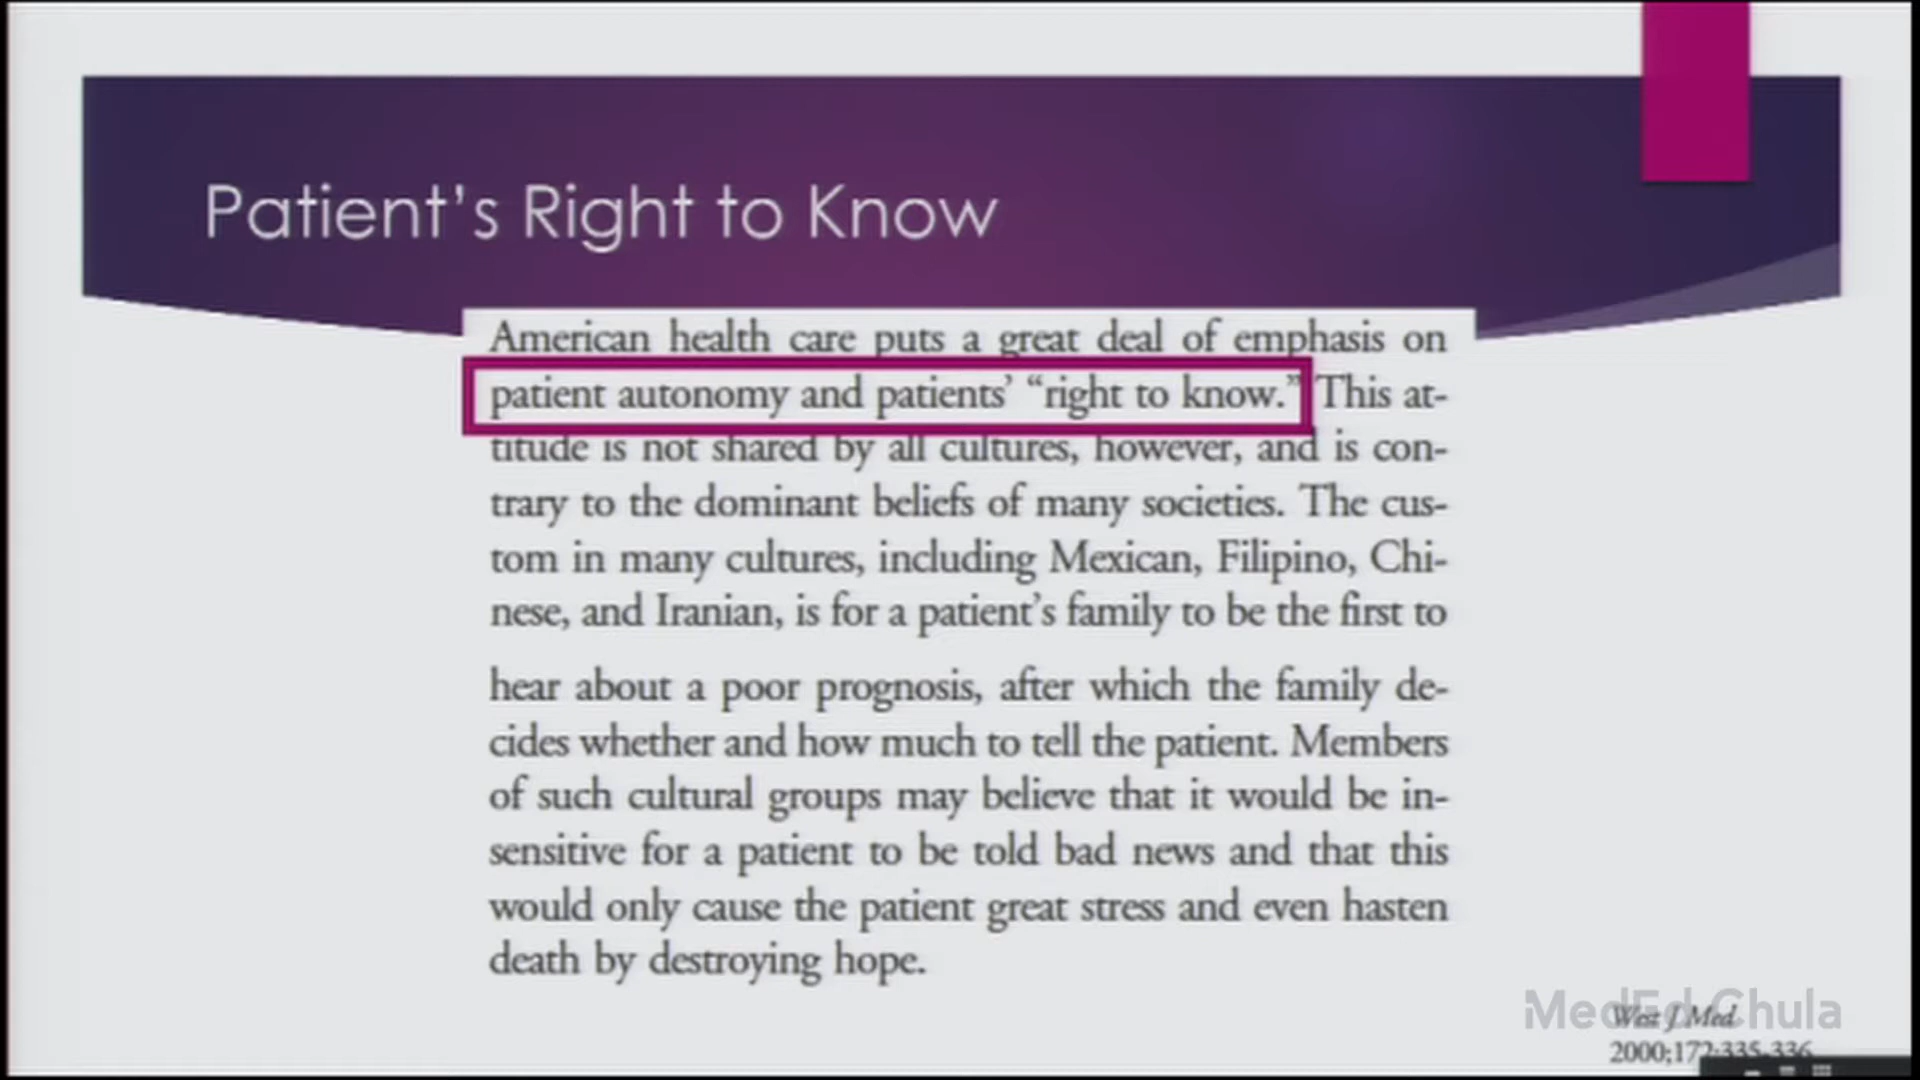 Patient's Right to Know
American health care puts a great deal of emphasis on
patient autonomy and patients' “right to know.” This at-
titude is not shared by all cultures, however, and is con-
trary to the dominant beliefs of many societies. The cus-
tom in many cultures, including Mexican, Filipino, Chi-
nese, and Iranian, is for a patient's family to be the first to
hear about a poor prognosis, after which the family de-
cides whether and how much to tell the patient. Members
of such cultural groups may believe that it would be in-
sensitive for a patient to be told bad news and that this
would only cause the patient great stress and even hasten
death by destroying hope.
MedEd Chula
West J Med
2000;172:335-336